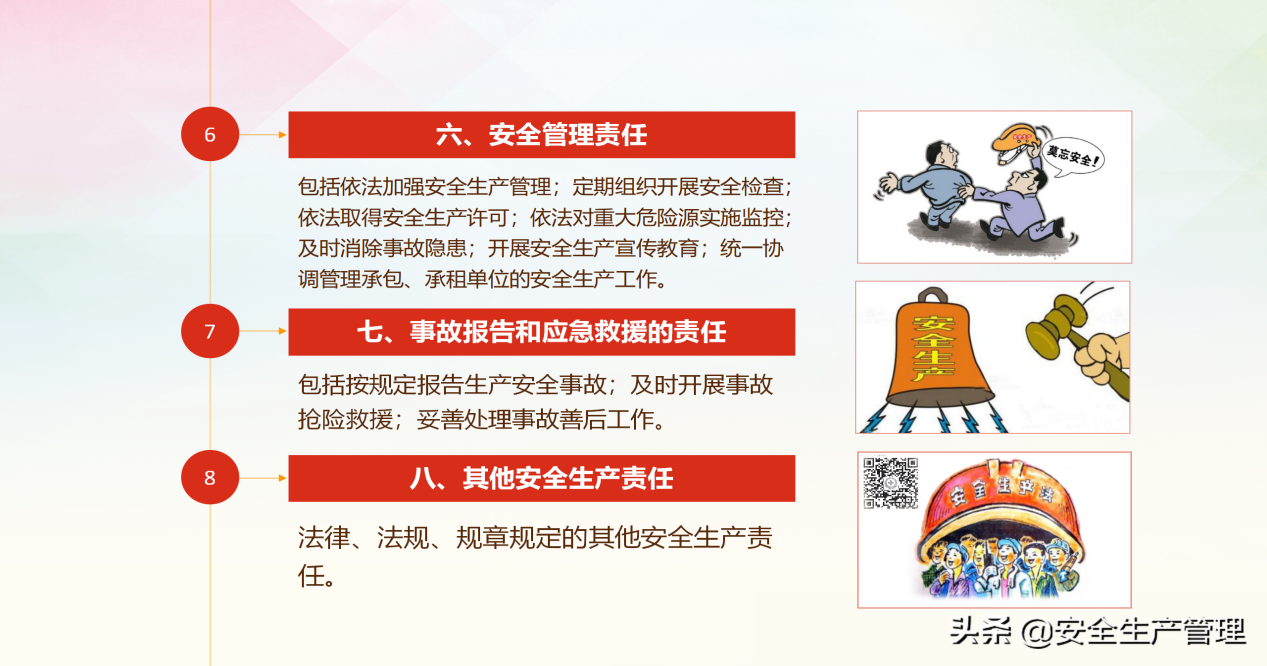 6
六、安全管理责任
包括依法加强安全生产管理；定期组织开展安全检查；
依法取得安全生产许可；依法对重大危险源实施监控；
及时消除事故隐患；开展安全生产宣传教育；统一协
调管理承包、承租单位的安全生产工作。
莫忘安全！
7
七、事故报告和应急救援的责任
包括按规定报告生产安全事故；及时开展事故
抢险救援；妥善处理事故善后工作。
安全生产
8
八、其他安全生产责任
法律、法规、规章规定的其他安全生产责
任。
安全生产
头条 @安全生产管理